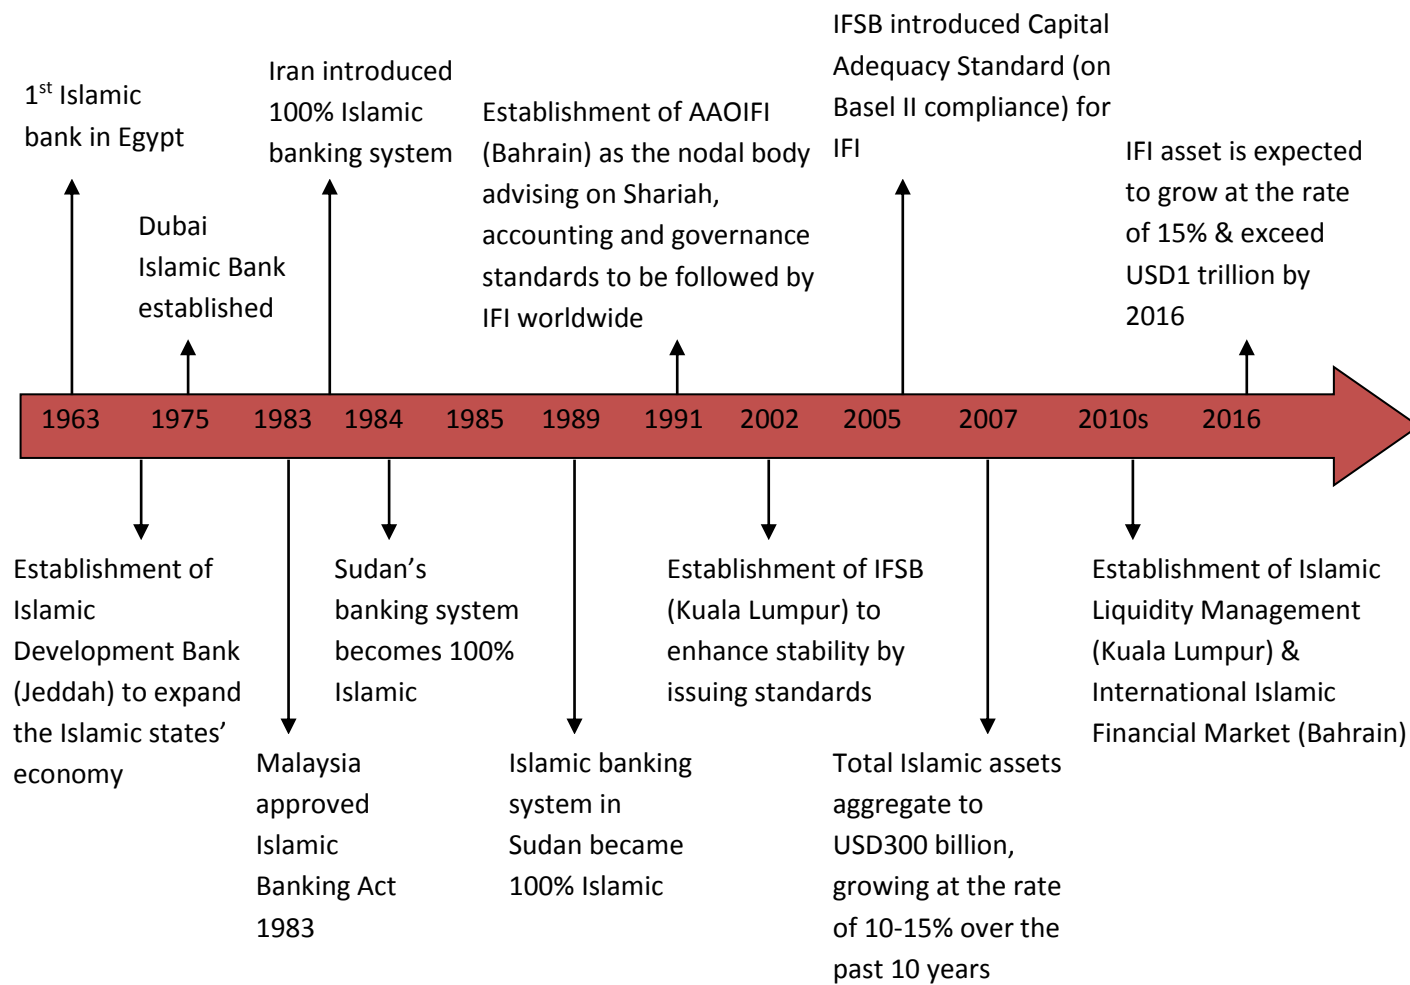 1st Islamic
bank in Egypt
Dubai
Islamic Bank
established
Iran introduced
100% Islamic
banking system
Establishment of AAOIFI
(Bahrain) as the nodal body
advising on Shariah,
accounting and governance
standards to be followed by
IFI worldwide
IFSB introduced Capital
Adequacy Standard (on
Basel II compliance) for
IFI
IFI asset is expected
to grow at the rate
of 15% & exceed
USD1 trillion by
2016
1963 1975 1983 1984 1985 1989 1991 2002 2005 2007 2010s 2016
Establishment of
Islamic
Development Bank
(Jeddah) to expand
the Islamic states’
economy
Malaysia
approved
Islamic
Banking Act
1983
Sudan’s
banking system
becomes 100%
Islamic
Islamic banking
system in
Sudan became
100% Islamic
Establishment of IFSB
(Kuala Lumpur) to
enhance stability by
issuing standards
Total Islamic assets
aggregate to
USD300 billion,
growing at the rate
of 10-15% over the
past 10 years
Establishment of Islamic
Liquidity Management
(Kuala Lumpur) &
International Islamic
Financial Market (Bahrain)